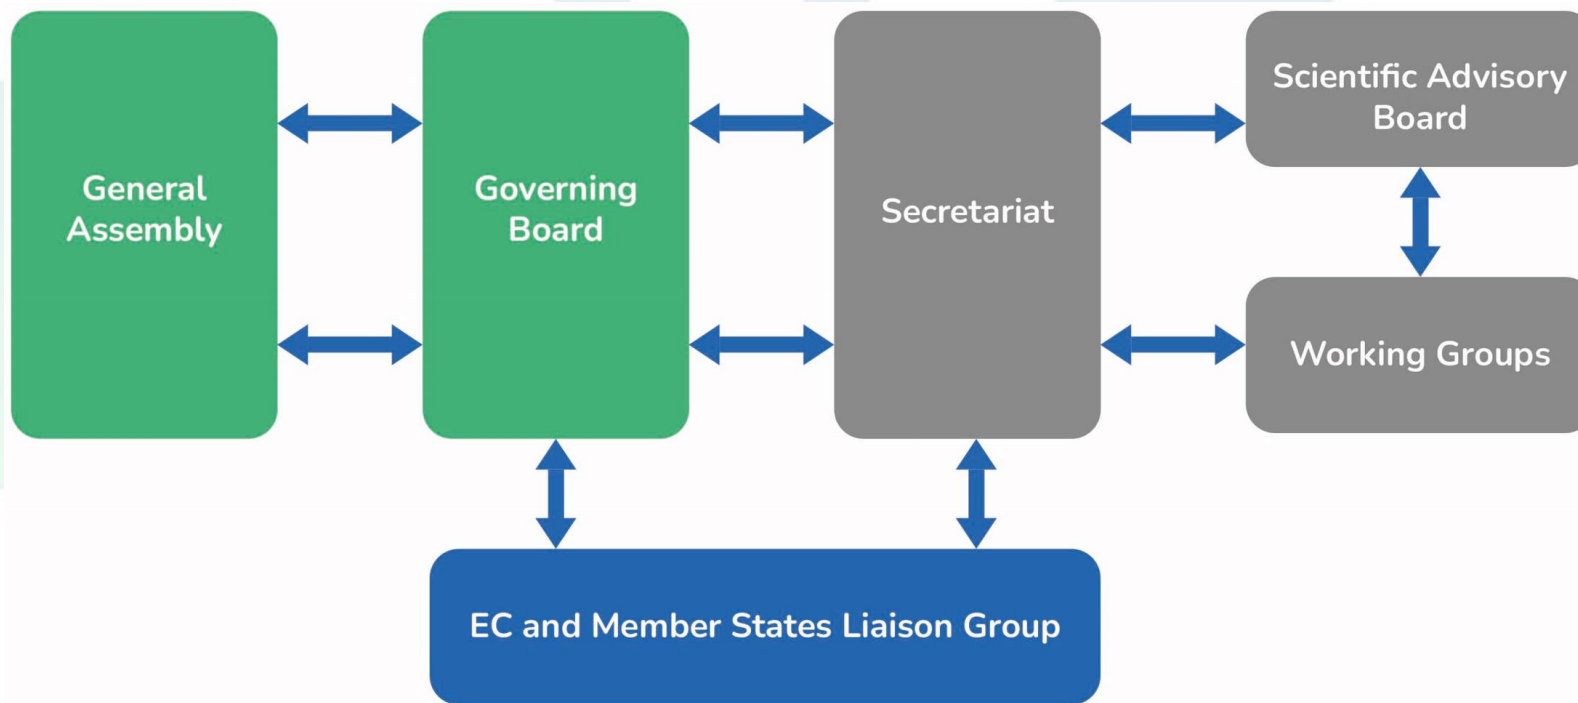 General
Assembly
Governing
Board
Secretariat
Scientific Advisory
Board
Working Groups
EC and Member States Liaison Group